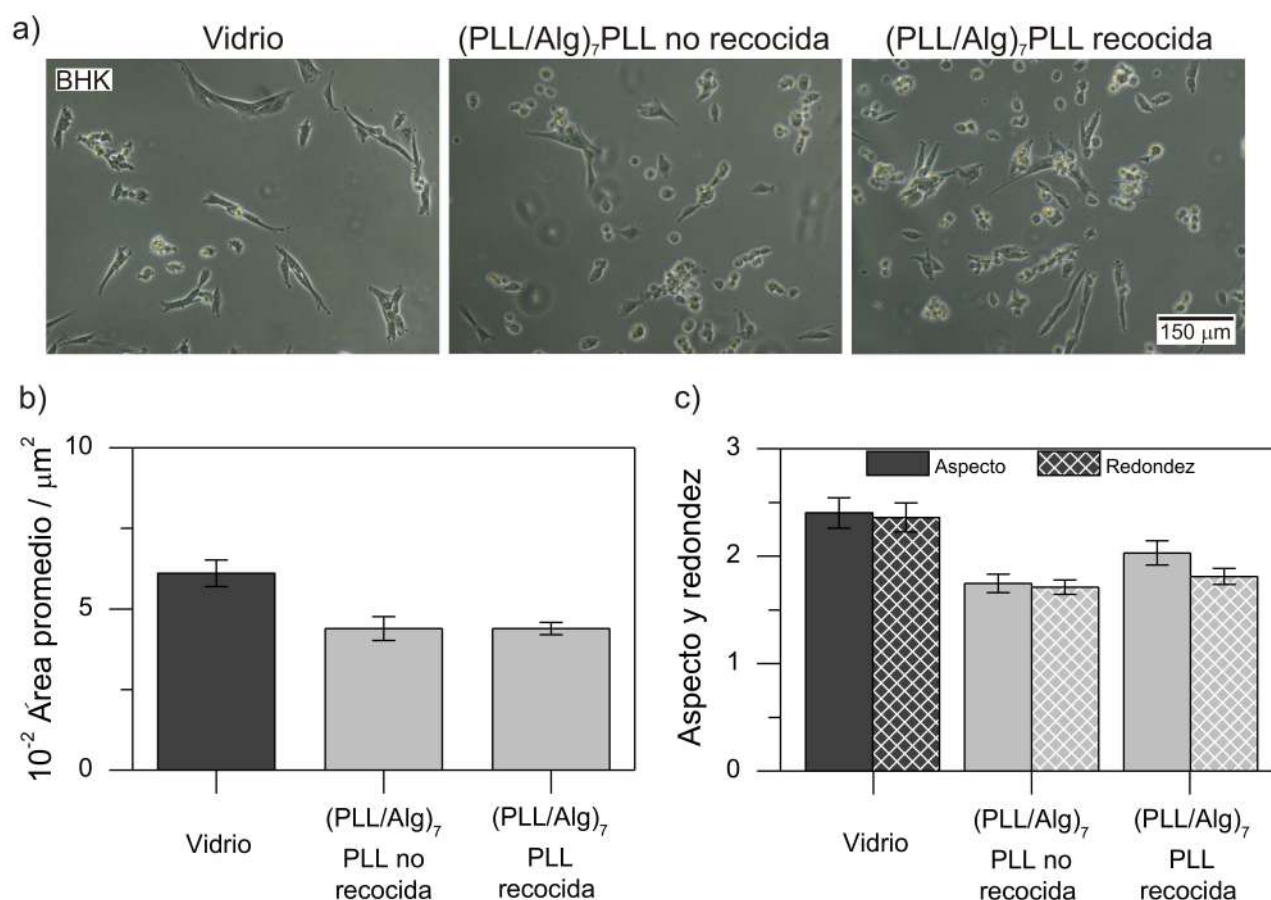 a)
Vidrio
(PLL/Alg)₇PLL no recocida
(PLL/Alg)₇PLL recocida
BHK
150 μm
b)
10⁻² Área promedio / μm²
10
5
0
Vidrio
(PLL/Alg)₇
PLL no
recocida
(PLL/Alg)₇
PLL
recocida
c)
Aspecto y redondez
3
2
1
0
Aspecto
Redondez
Vidrio
(PLL/Alg)₇
PLL no
recocida
(PLL/Alg)₇
PLL
recocida